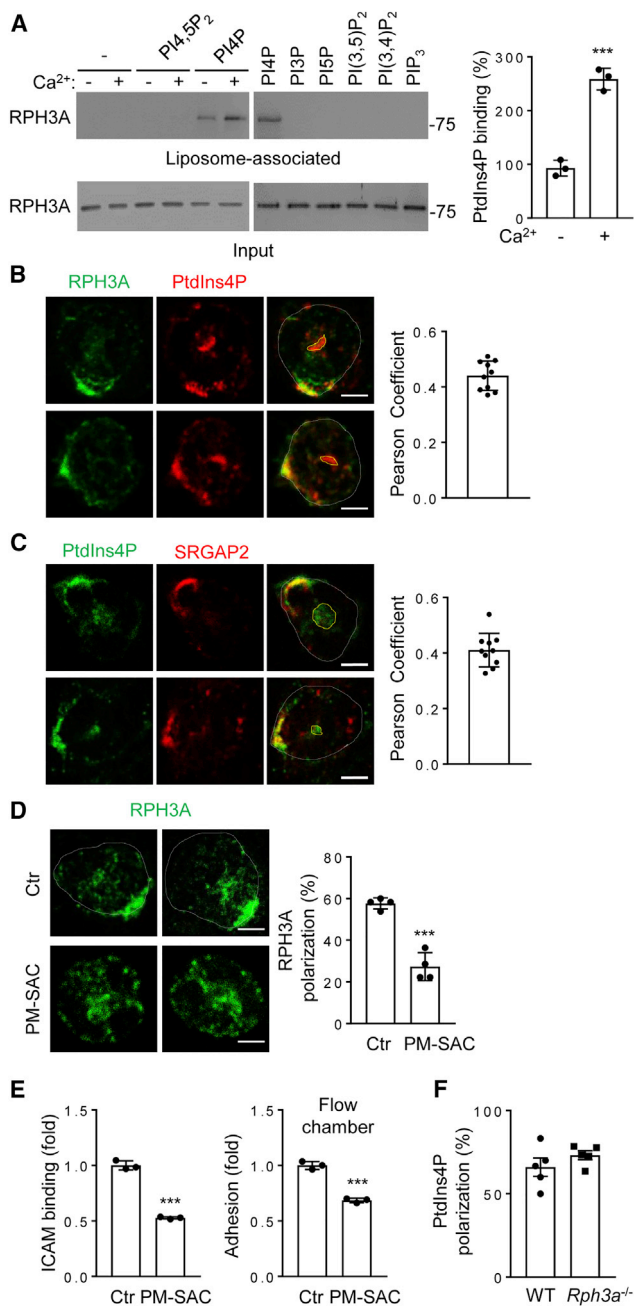 A
- PI4,5P2 PI4P PI4P PI3P PI5P PI(3,5)P2 PI(3,4)P2 PIP3
Ca2+: - + - + - +
RPH3A -75
Liposome-associated
RPH3A -75
Input
PtdIns4P binding (%)
300
200
100
0
***
Ca2+ - +
B
RPH3A PtdIns4P
Pearson Coefficient
0.6
0.4
0.2
0.0
C
PtdIns4P SRGAP2
Pearson Coefficient
0.6
0.4
0.2
0.0
D
RPH3A
Ctr
PM-SAC
RPH3A
polarization (%)
80
60
40
20
0
***
Ctr PM-SAC
E
ICAM binding (fold)
1.5
1.0
0.5
0.0
***
Ctr PM-SAC
Flow
chamber
Adhesion (fold)
1.5
1.0
0.5
0.0
***
Ctr PM-SAC
F
PtdIns4P
polarization (%)
100
50
0
WT Rph3a-/-